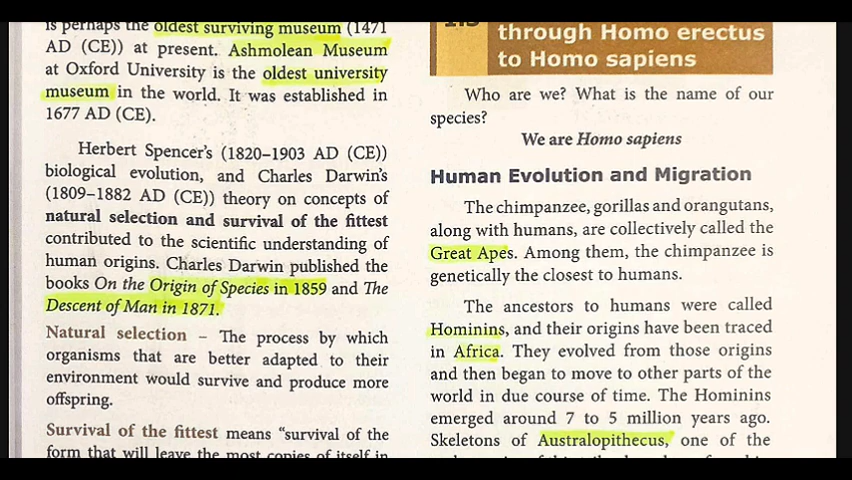 is perhaps the oldest surviving museum (1471
AD (CE)) at present. Ashmolean Museum
at Oxford University is the oldest university
museum in the world. It was established in
1677 AD (CE).
Herbert Spencer's (1820–1903 AD (CE))
biological evolution, and Charles Darwin's
(1809–1882 AD (CE)) theory on concepts of
natural selection and survival of the fittest
contributed to the scientific understanding of
human origins. Charles Darwin published the
books On the Origin of Species in 1859 and The
Descent of Man in 1871.
Natural selection – The process by which
organisms that are better adapted to their
environment would survive and produce more
offspring.
Survival of the fittest means “survival of the
form that will leave the most copies of itself in
through Homo erectus
to Homo sapiens
Who are we? What is the name of our
species?
We are Homo sapiens
Human Evolution and Migration
The chimpanzee, gorillas and orangutans,
along with humans, are collectively called the
Great Apes. Among them, the chimpanzee is
genetically the closest to humans.
The ancestors to humans were called
Hominins, and their origins have been traced
in Africa. They evolved from those origins
and then began to move to other parts of the
world in due course of time. The Hominins
emerged around 7 to 5 million years ago.
Skeletons of Australopithecus, one of the